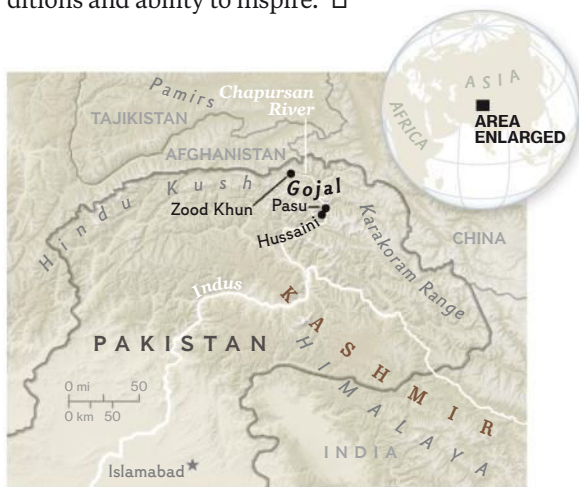 ditions and ability to inspire.
ASIA
AFRICA
AREA
ENLARGED
Pamirs
Chapursan
River
TAJIKISTAN
AFGHANISTAN
Hindu Kush
Gojal
Zood Khun
Pasu
Hussaini
Karakoram Range
CHINA
Indus
KASHMIR
PAKISTAN
HIMALAYA
0 mi 50
0 km 50
INDIA
Islamabad